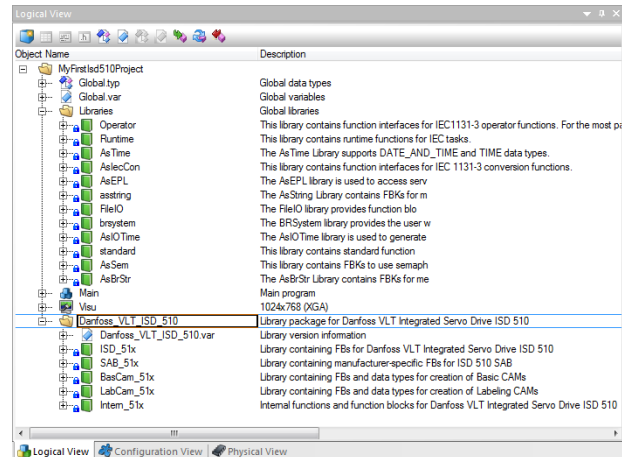 Logical View
Object Name Description
MyFirstIsd510Project
Global.typ Global data types
Global.var Global variables
Libraries Global libraries
Operator This library contains function interfaces for IEC1131-3 operator functions. For the most pa
Runtime This library contains runtime functions for IEC tasks.
AsTime The AsTime Library supports DATE_AND_TIME and TIME data types.
AsIecCon This library contains function interfaces for IEC 1131-3 conversion functions.
AsEPL The AsEPL library is used to access serv
asstring The AsString Library contains FBKs for m
FileIO The FileIO library provides function blo
brsystem The BRSystem library provides the user w
AsIOTime The AsIOTime library is used to generate
standard This library contains standard function
AsSem This library contains FBKs to use semaph
AsBrStr The AsBrStr Library contains FBKs for me
Main Main program
Visu 1024x768 (XGA)
Danfoss_VLT_ISD_510 Library package for Danfoss VLT Integrated Servo Drive ISD 510
Danfoss_VLT_ISD_510.var Library version information
ISD_51x Library containing FBs for Danfoss VLT Integrated Servo Drive ISD 510
SAB_51x Library containing manufacturer-specific FBs for ISD 510 SAB
BasCam_51x Library containing FBs and data types for creation of Basic CAMs
LabCam_51x Library containing FBs and data types for creation of Labeling CAMs
Intern_51x Internal functions and function blocks for Danfoss VLT Integrated Servo Drive ISD 510
Logical View Configuration View Physical View